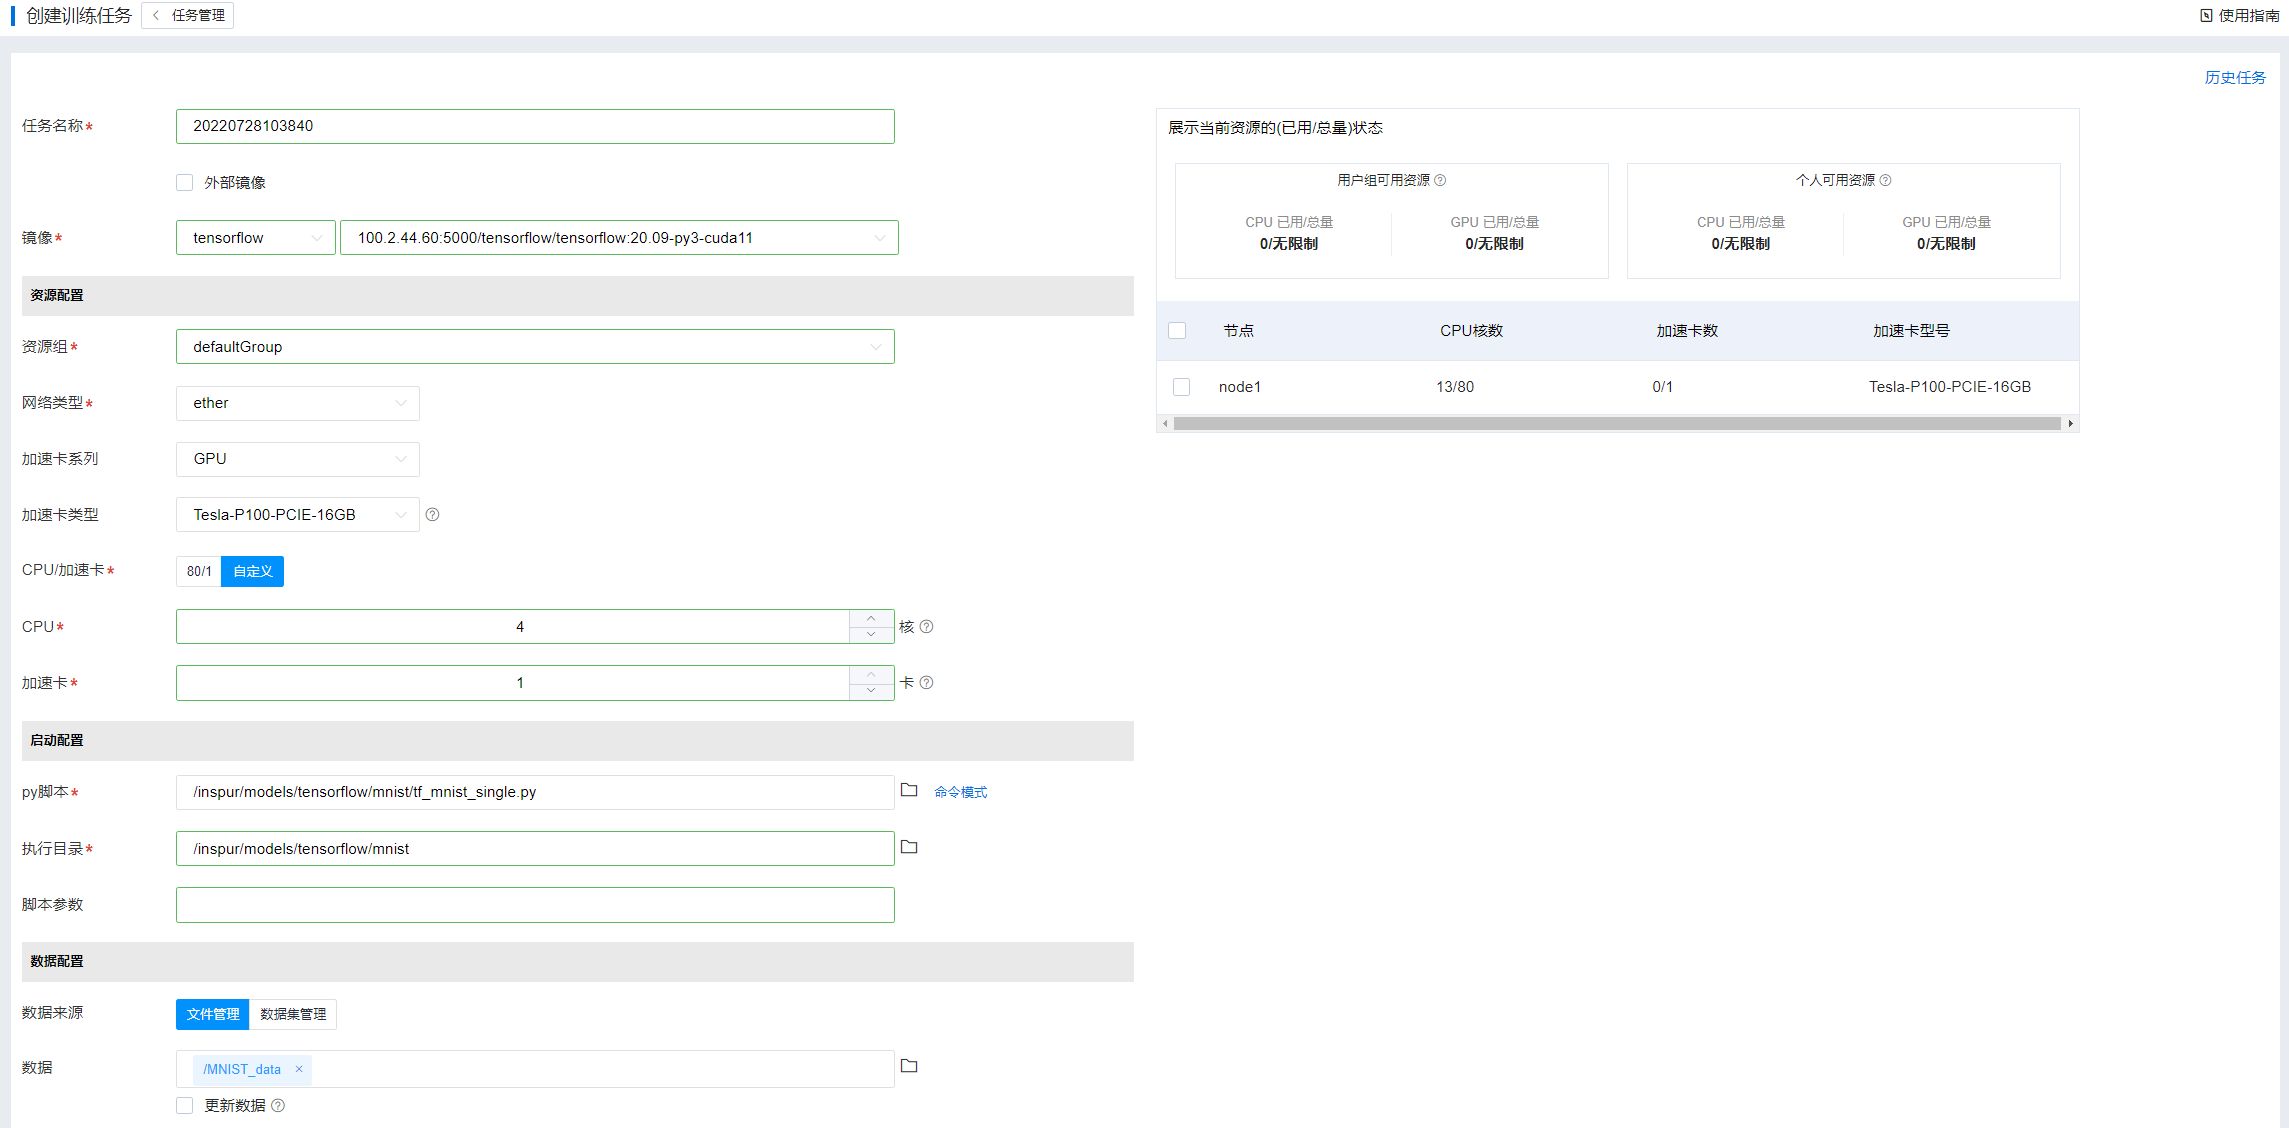 创建训练任务
任务管理
使用指南
历史任务
任务名称*
20220728103840
外部镜像
镜像*
tensorflow
100.2.44.60:5000/tensorflow/tensorflow:20.09-py3-cuda11
资源配置
资源组*
defaultGroup
网络类型*
ether
加速卡系列
GPU
加速卡类型
Tesla-P100-PCIE-16GB
CPU/加速卡*
80/1 自定义
CPU*
4
核
加速卡*
1
卡
启动配置
py脚本*
/inspur/models/tensorflow/mnist/tf_mnist_single.py
命令模式
执行目录*
/inspur/models/tensorflow/mnist
脚本参数
数据配置
数据来源
文件管理 数据集管理
数据
/MNIST_data ×
更新数据
展示当前资源的(已用/总量)状态
用户组可用资源
CPU 已用/总量 GPU 已用/总量
0/无限制 0/无限制
个人可用资源
CPU 已用/总量 GPU 已用/总量
0/无限制 0/无限制
节点 CPU核数 加速卡数 加速卡型号
node1 13/80 0/1 Tesla-P100-PCIE-16GB